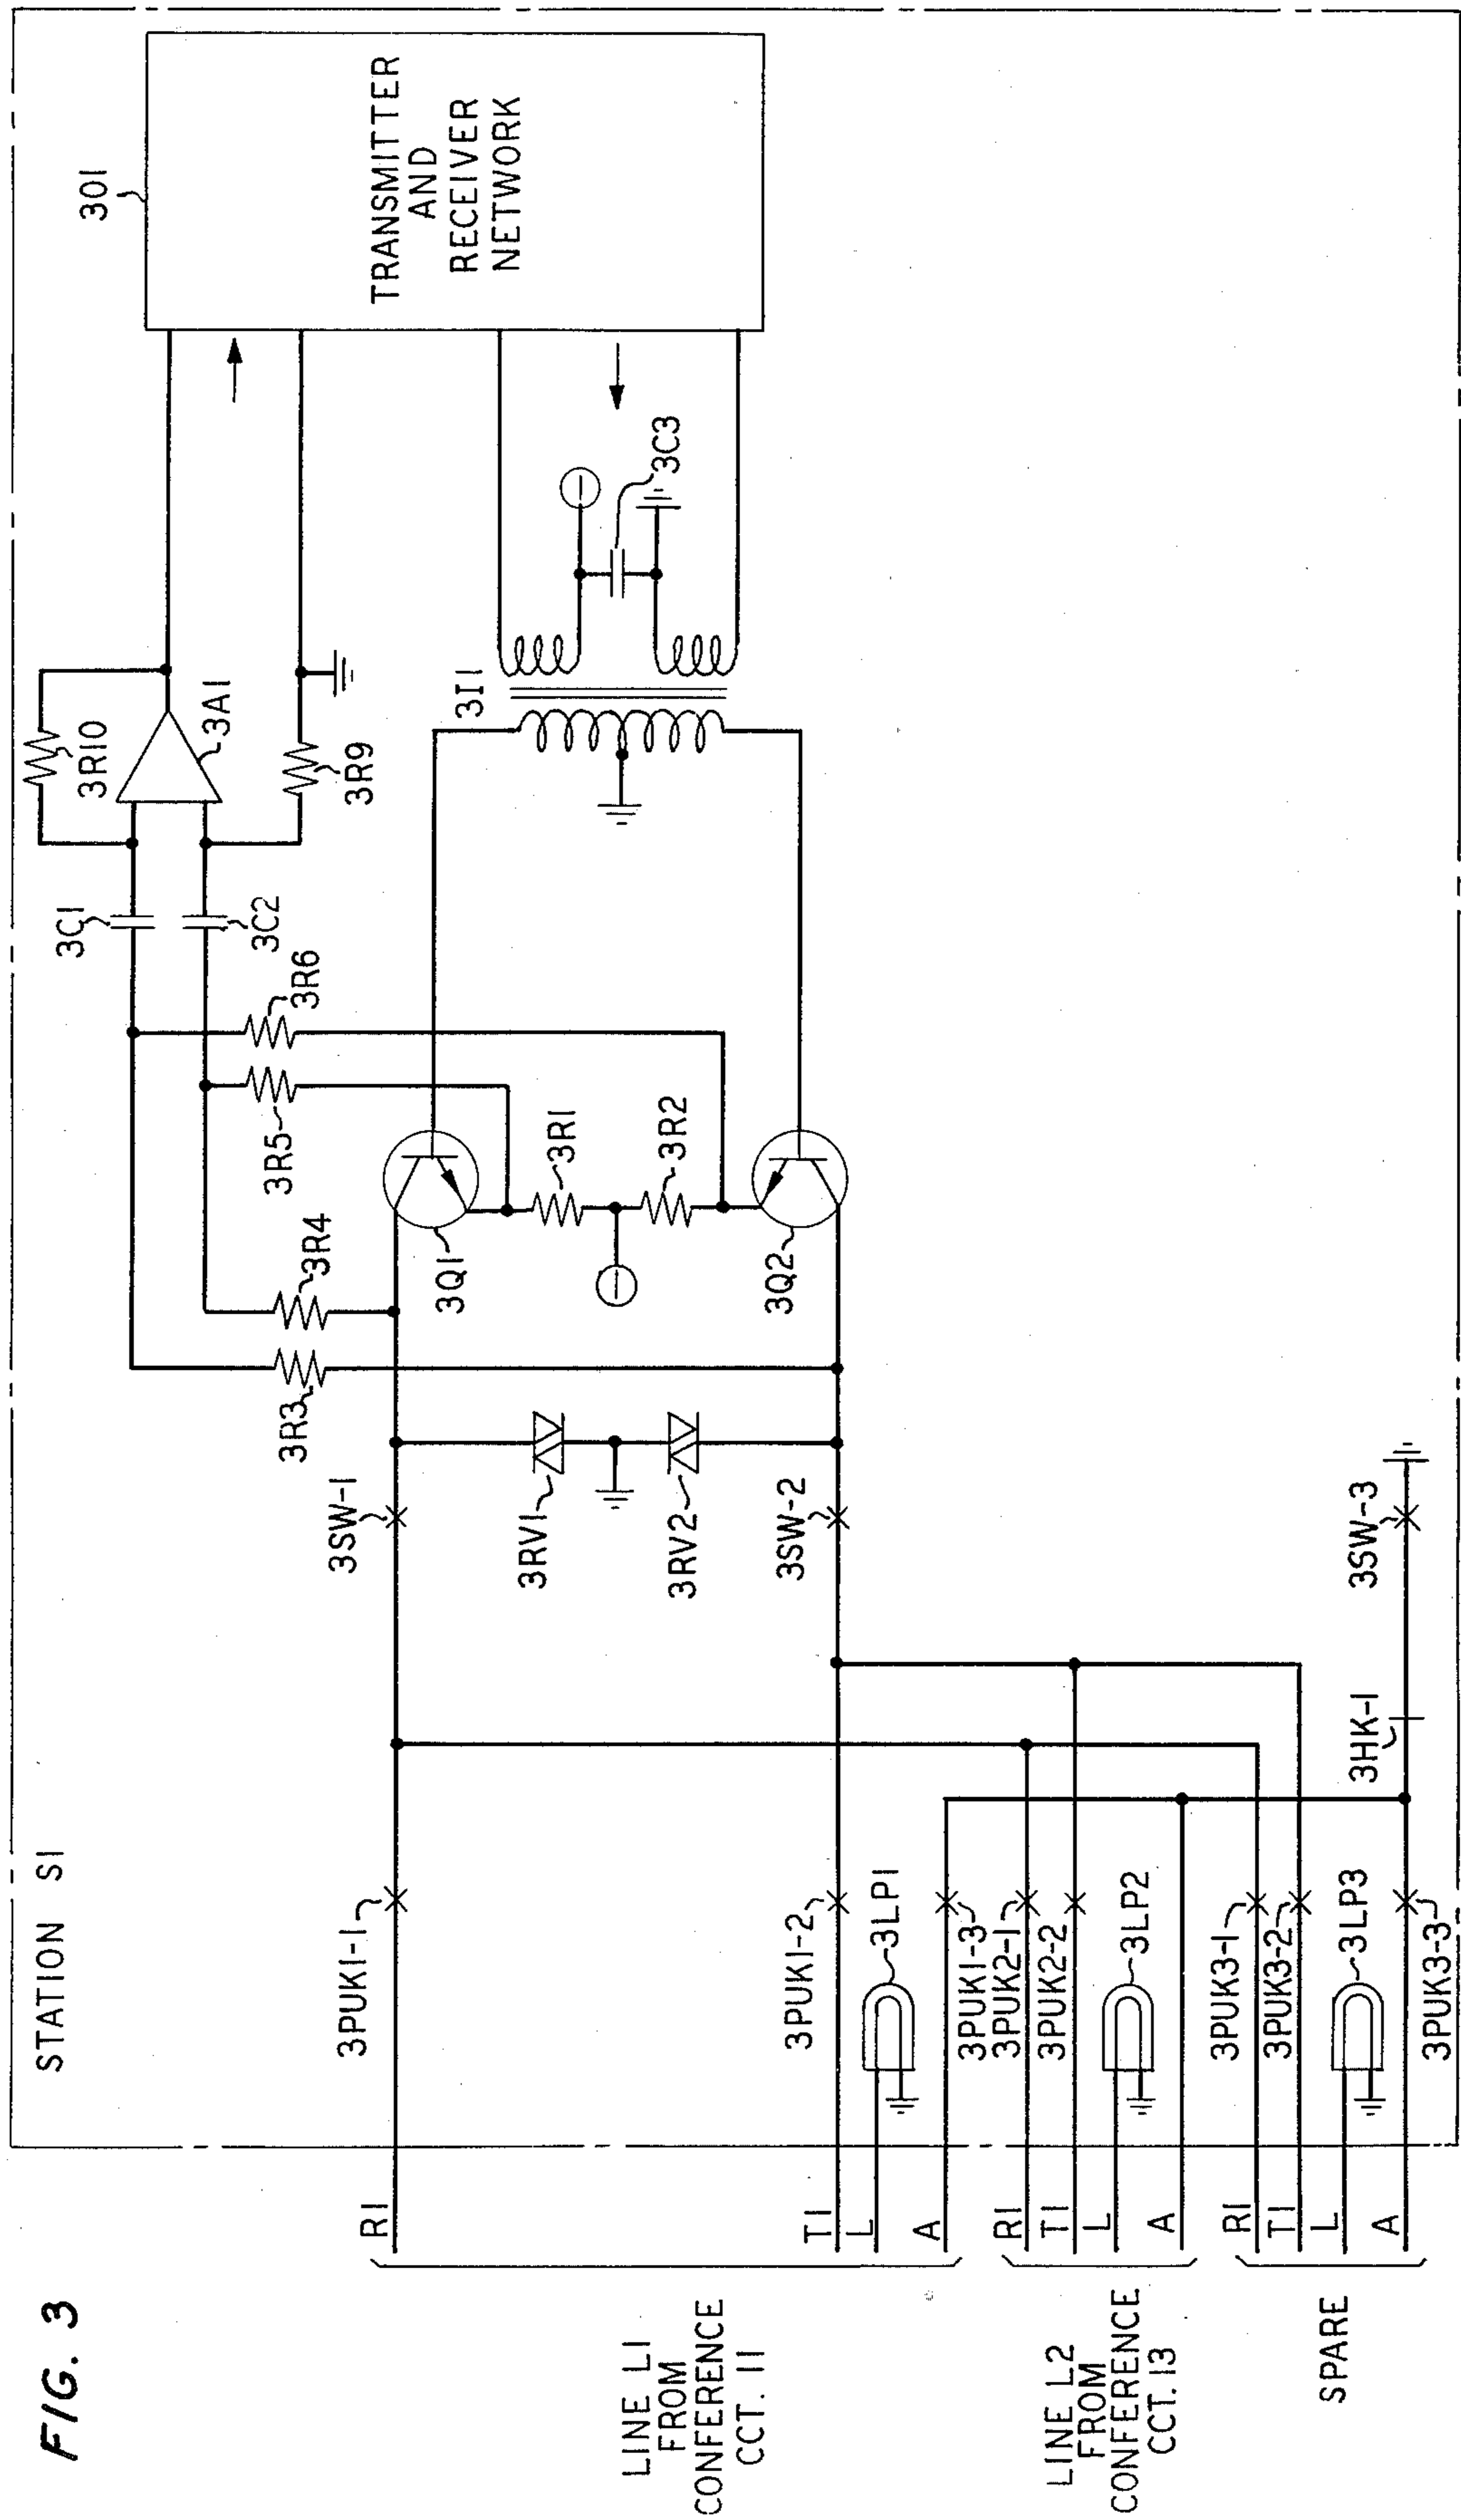 FIG. 3
STATION S1
301
TRANSMITTER
AND
RECEIVER
NETWORK
3R10
3A1
3R9
3C1
3C2
3R6
3R5
3R4
3R3
3I1
3C3
3Q1
3R1
3R2
3Q2
3SW-1
3RV1
3RV2
3SW-2
3SW-3
3HK-1
3PUK1-1
3PUK1-2
3LP1
3PUK1-3
3PUK2-1
3PUK2-2
3LP2
3PUK3-1
3PUK3-2
3LP3
3PUK3-3
R1
T1
L
A
R1
T1
L
A
R1
T1
L
A
LINE L1
FROM
CONFERENCE
CCT. 11
LINE L2
FROM
CONFERENCE
CCT. 13
SPARE